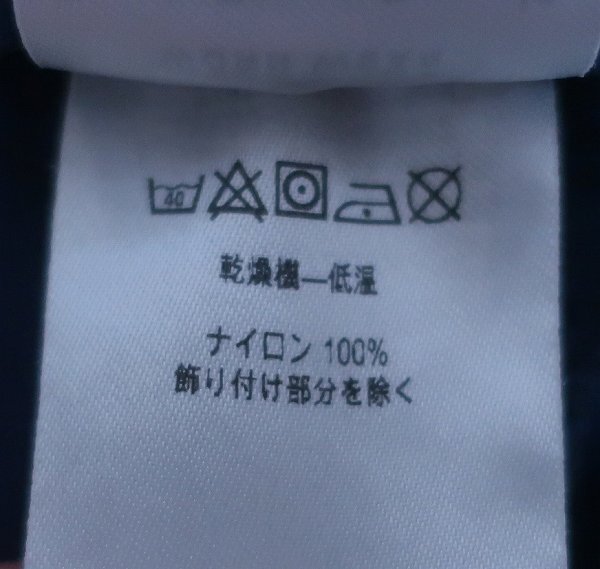 40
乾燥機—低温
ナイロン 100%
飾り付け部分を除く